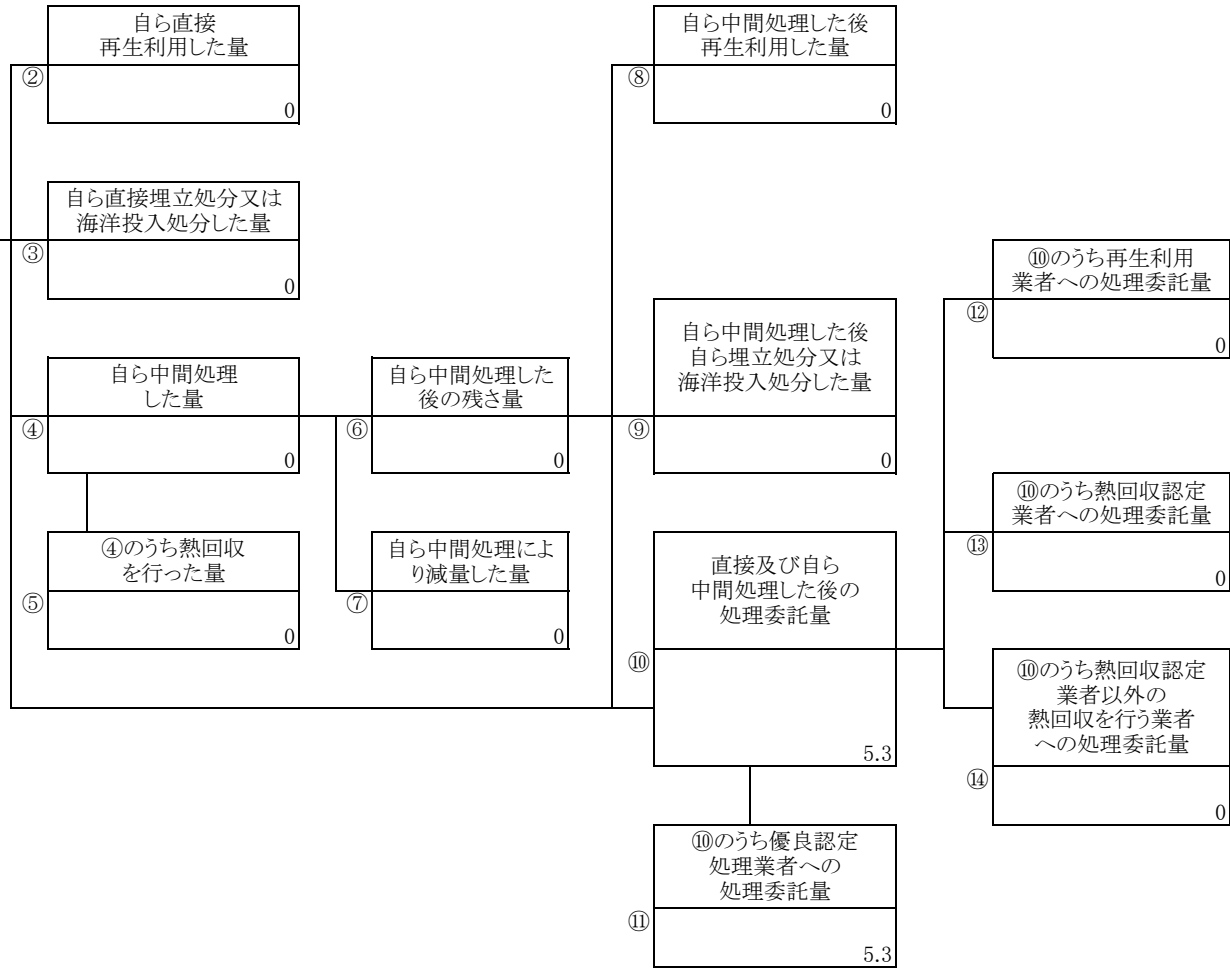 自ら直接
再生利用した量
②
0
自ら直接埋立処分又は
海洋投入処分した量
③
0
自ら中間処理
した量
④
0
④のうち熱回収
を行った量
⑤
0
自ら中間処理した
後の残さ量
⑥
0
自ら中間処理によ
り減量した量
⑦
0
自ら中間処理した後
再生利用した量
⑧
0
自ら中間処理した後
自ら埋立処分又は
海洋投入処分した量
⑨
0
直接及び自ら
中間処理した後の
処理委託量
⑩
5.3
⑩のうち優良認定
処理業者への
処理委託量
⑪
5.3
⑩のうち再生利用
業者への処理委託量
⑫
0
⑩のうち熱回収認定
業者への処理委託量
⑬
0
⑩のうち熱回収認定
業者以外の
熱回収を行う業者
への処理委託量
⑭
0